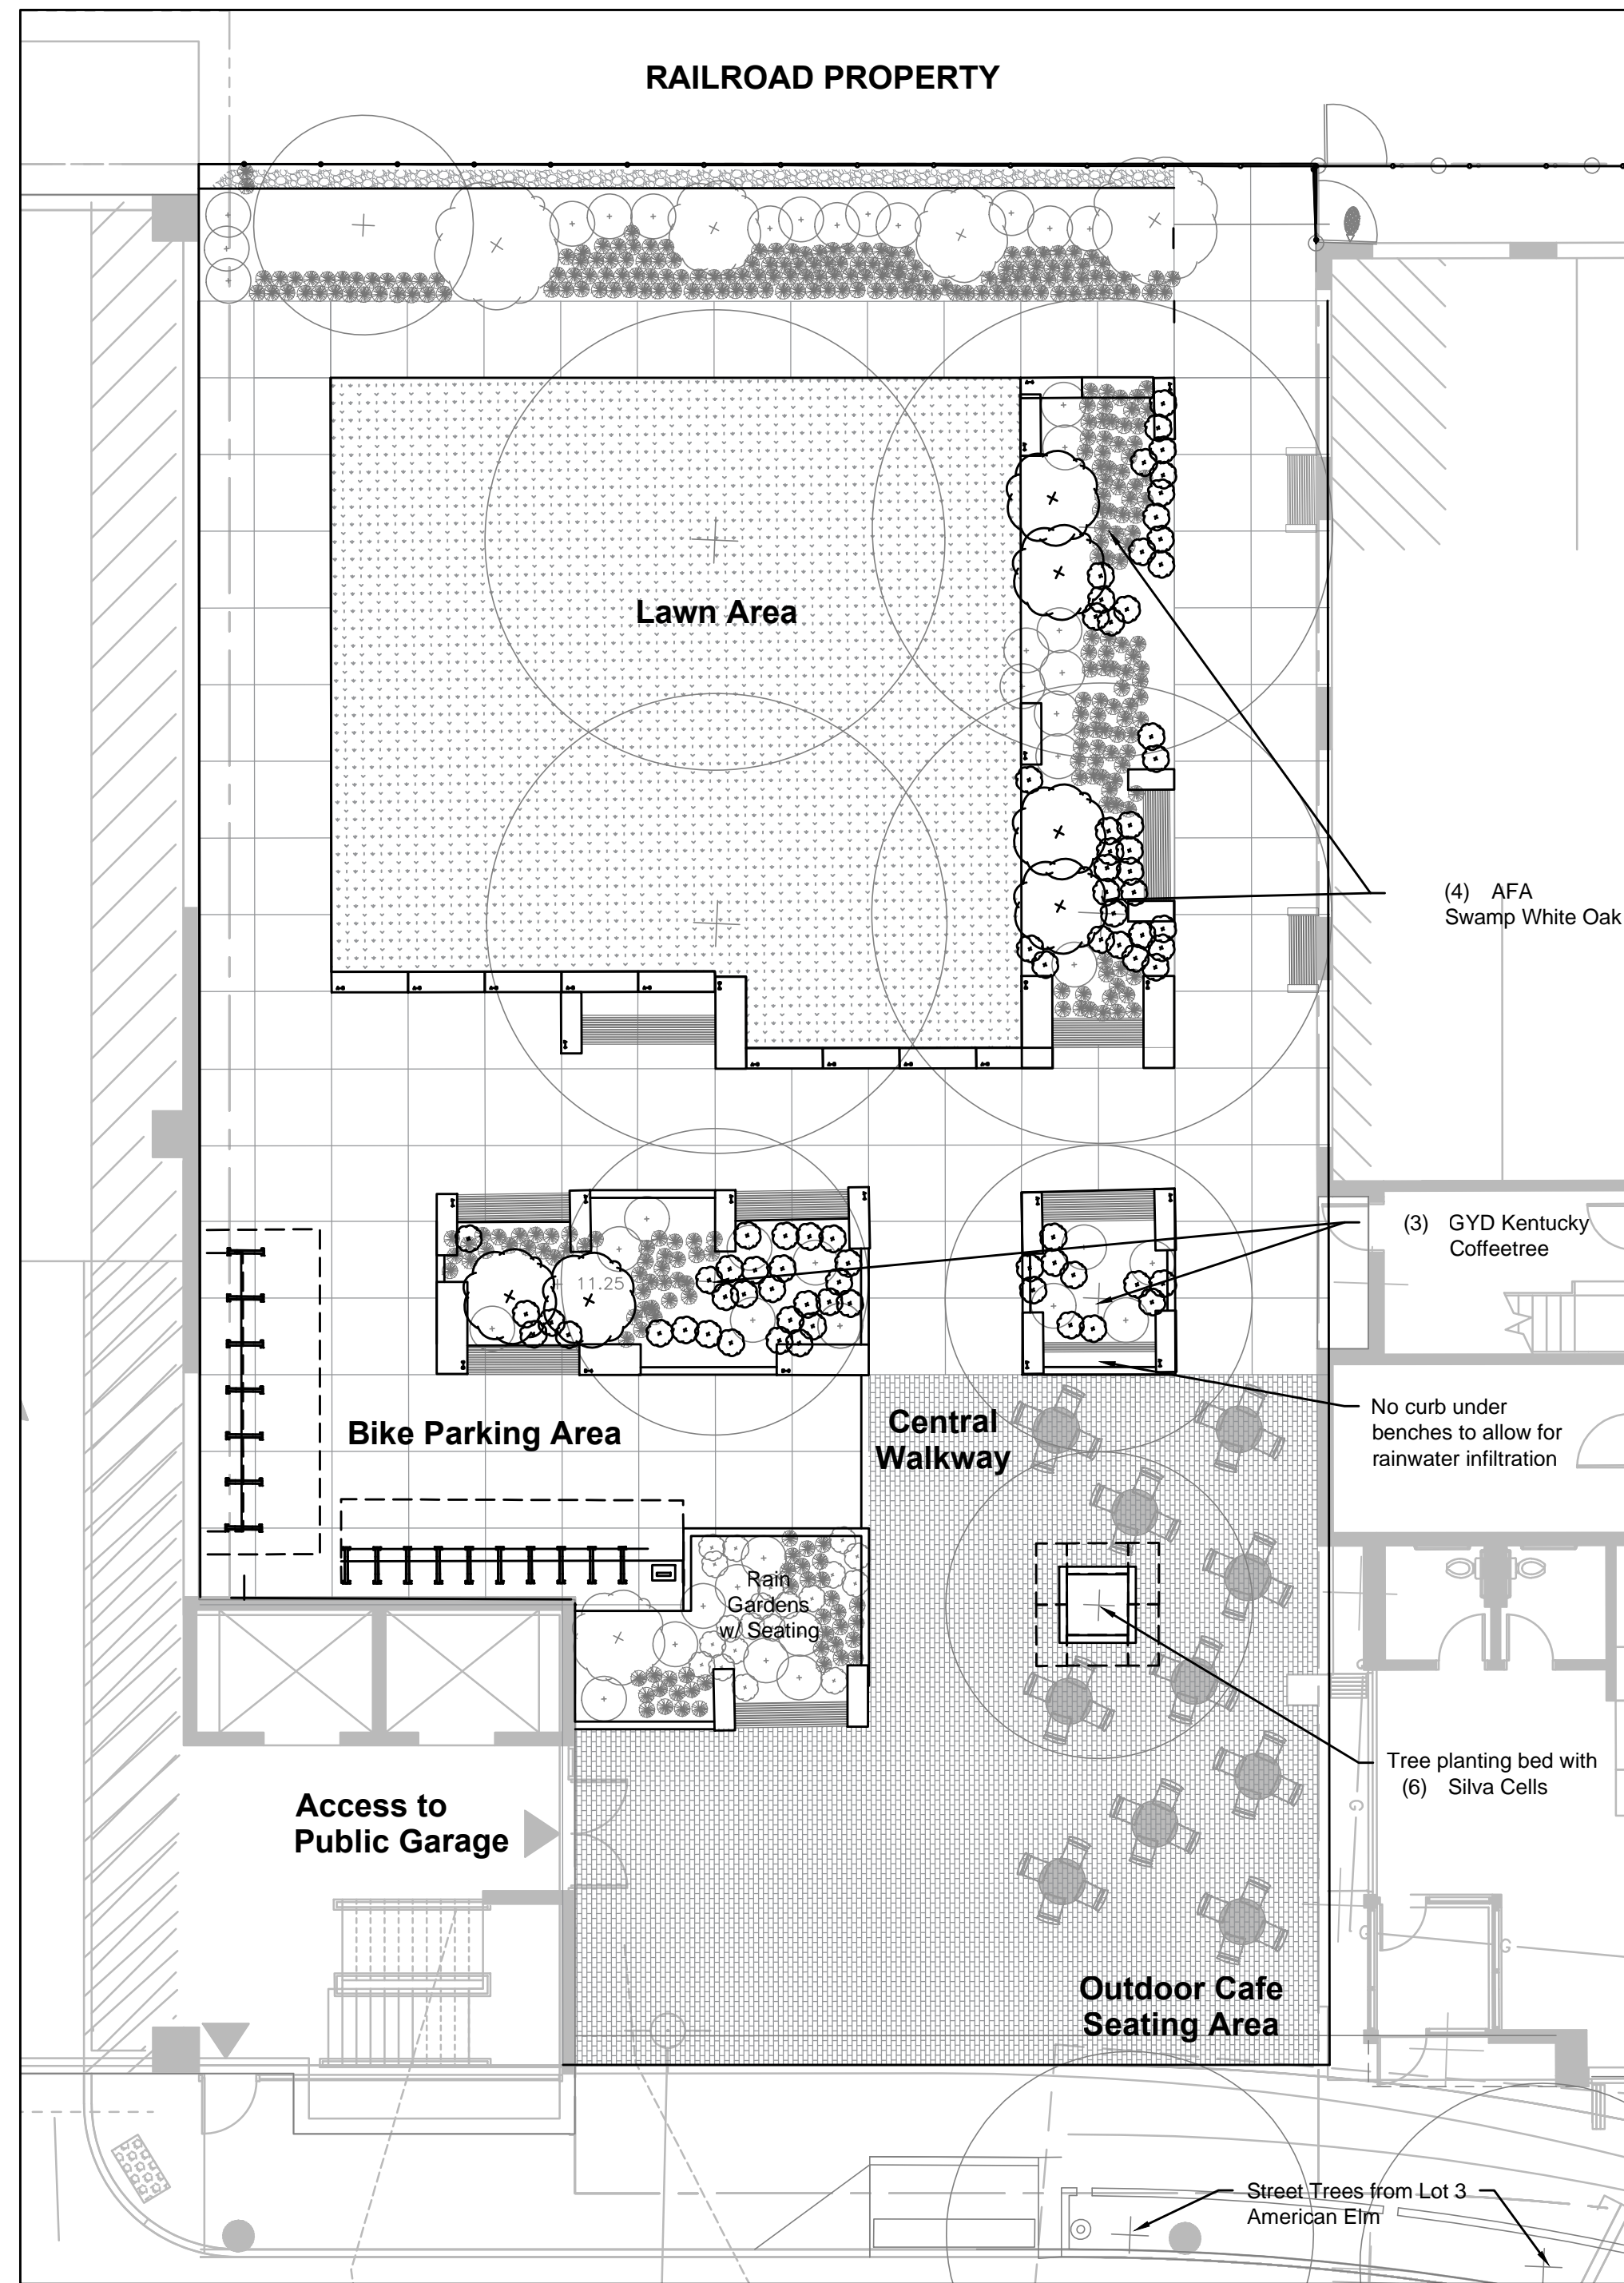 RAILROAD PROPERTY
Lawn Area
(4) AFA
Swamp White Oak
(3) GYD Kentucky
Coffeetree
11.25
No curb under
benches to allow for
rainwater infiltration
Central
Walkway
Bike Parking Area
Rain
Gardens
w/ Seating
Tree planting bed with
(6) Silva Cells
Access to
Public Garage
G
G
G
G
Outdoor Cafe
Seating Area
Street Trees from Lot 3
American Elm